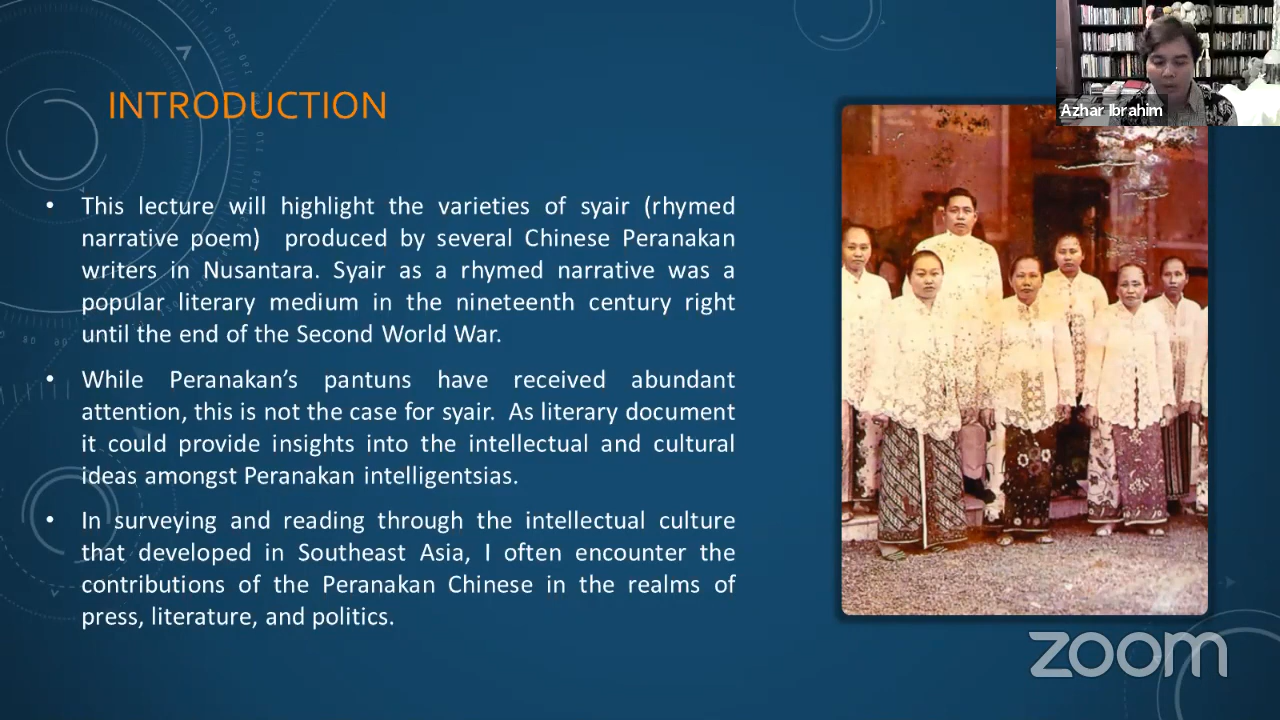 INTRODUCTION
• This lecture will highlight the varieties of syair (rhymed
narrative poem)  produced by several Chinese Peranakan
writers in Nusantara. Syair as a rhymed narrative was a
popular literary medium in the nineteenth century right
until the end of the Second World War.
• While Peranakan’s pantuns have received abundant
attention, this is not the case for syair.  As literary document
it could provide insights into the intellectual and cultural
ideas amongst Peranakan intelligentsias.
• In surveying and reading through the intellectual culture
that developed in Southeast Asia, I often encounter the
contributions of the Peranakan Chinese in the realms of
press, literature, and politics.
Azhar Ibrahim
zoom